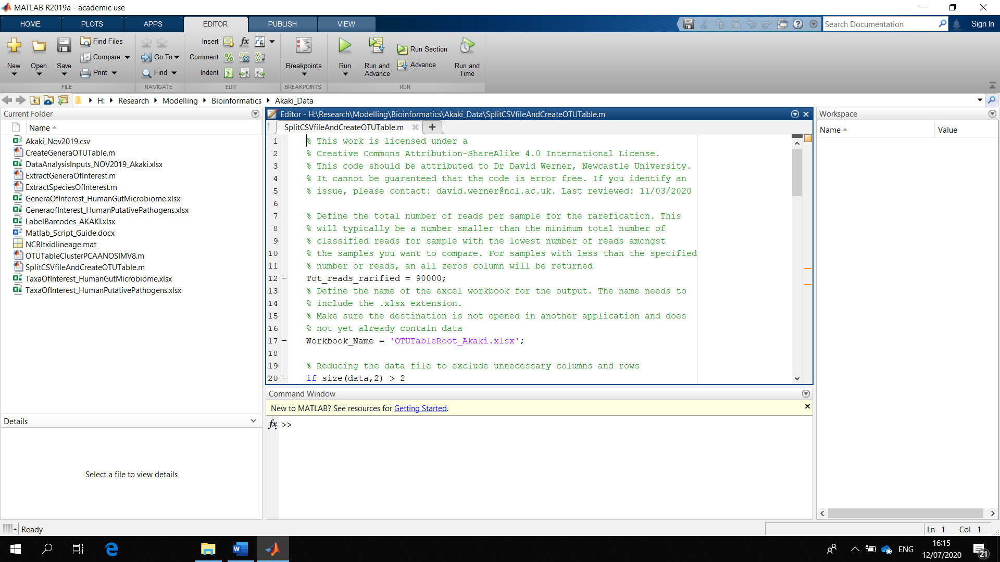 MATLAB R2019a - academic use
HOME
PLOTS
APPS
EDITOR
PUBLISH
VIEW
Search Documentation
Sign In
New
Open
Save
Find Files
Compare
Print
FILE
Go To
Find
NAVIGATE
Insert
fx
fi
Comment
Indent
EDIT
Breakpoints
BREAKPOINTS
Run
Run and Advance
Run Section
Advance
Run and Time
RUN
H: Research Modelling Bioinformatics Akaki_Data
Current Folder
Name
Akaki_Nov2019.csv
CreateGeneraOTUTable.m
DataAnalysisInputs_NOV2019_Akaki.xlsx
ExtractGeneraOfInterest.m
ExtractSpeciesOfInterest.m
GeneraOfInterest_HumanGutMicrobiome.xlsx
GeneraofInterest_HumanPutativePathogens.xlsx
LabelBarcodes_AKAKI.xlsx
Matlab_Script_Guide.docx
NCBItxidlineage.mat
OTUTableClusterPCAANOSIMV8.m
SplitCSVfileAndCreateOTUTable.m
TaxaOfInterest_HumanGutMicrobiome.xlsx
TaxaOfInterest_HumanPutativePathogens.xlsx
Details
Select a file to view details
Editor - H:\Research\Modelling\Bioinformatics\Akaki_Data\SplitCSVfileAndCreateOTUTable.m
SplitCSVfileAndCreateOTUTable.m
1 % This work is licensed under a
2 % Creative Commons Attribution-ShareAlike 4.0 International License.
3 % This code should be attributed to Dr David Werner, Newcastle University.
4 % It cannot be guaranteed that the code is error free. If you identify an
5 % issue, please contact: david.werner@ncl.ac.uk. Last reviewed: 11/03/2020
6
7 % Define the total number of reads per sample for the rarefication. This
8 % will typically be a number smaller than the minimum total number of
9 % classified reads for sample with the lowest number of reads amongst
10 % the samples you want to compare. For samples with less than the specified
11 % number or reads, an all zeros column will be returned
12 - Tot_reads_rarified = 90000;
13 % Define the name of the excel workbook for the output. The name needs to
14 % include the .xlsx extension.
15 % Make sure the destination is not opened in another application and does
16 % not yet already contain data
17 - Workbook_Name = 'OTUTableRoot_Akaki.xlsx';
18
19 % Reducing the data file to exclude unnecessary columns and rows
20 - if size(data,2) > 2
Command Window
New to MATLAB? See resources for Getting Started.
fx >>
Workspace
Name Value
Ready
Ln 1 Col 1
ENG
16:15
12/07/2020
21